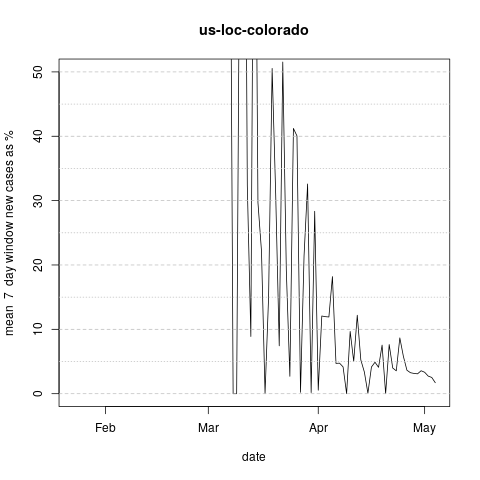 us-loc-colorado
mean  7  day window new cases as %
50
40
30
20
10
0
Feb
Mar
Apr
May
date